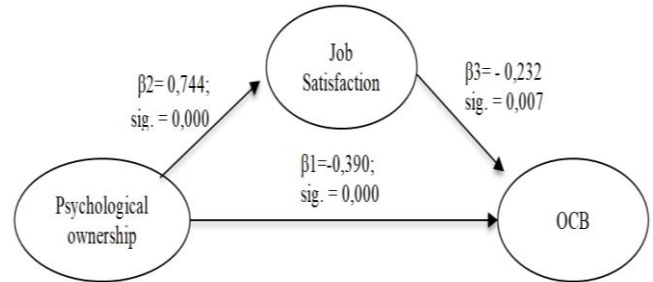 Job
Satisfaction
β2= 0,744;
sig. = 0,000
β3= - 0,232
sig. = 0,007
β1=-0,390;
sig. = 0,000
Psychological
ownership
OCB